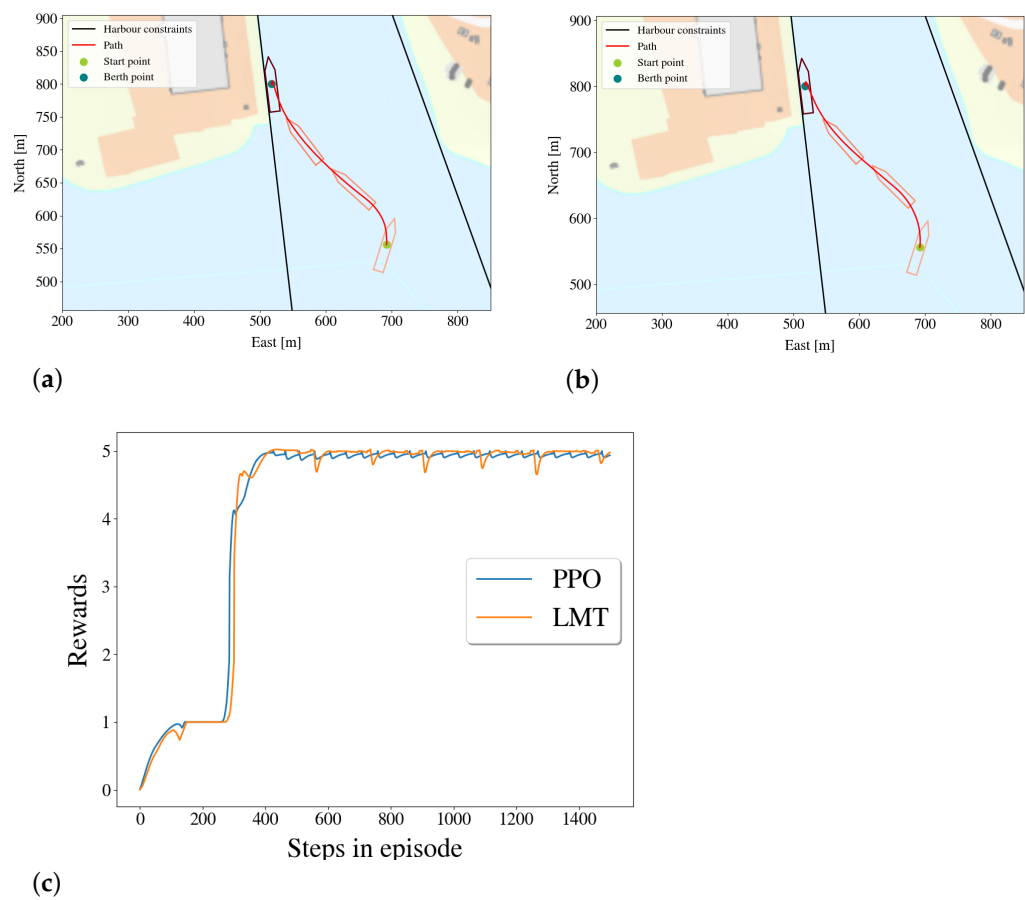 900
850
800
750
700
650
600
550
500
North [m]
Harbour constraints
Path
Start point
Berth point
200 300 400 500 600 700 800
East [m]
(a)
900
800
700
600
500
North [m]
Harbour constraints
Path
Start point
Berth point
200 300 400 500 600 700 800
East [m]
(b)
5
4
3
2
1
0
Rewards
PPO
LMT
0 200 400 600 800 1000 1200 1400
Steps in episode
(c)